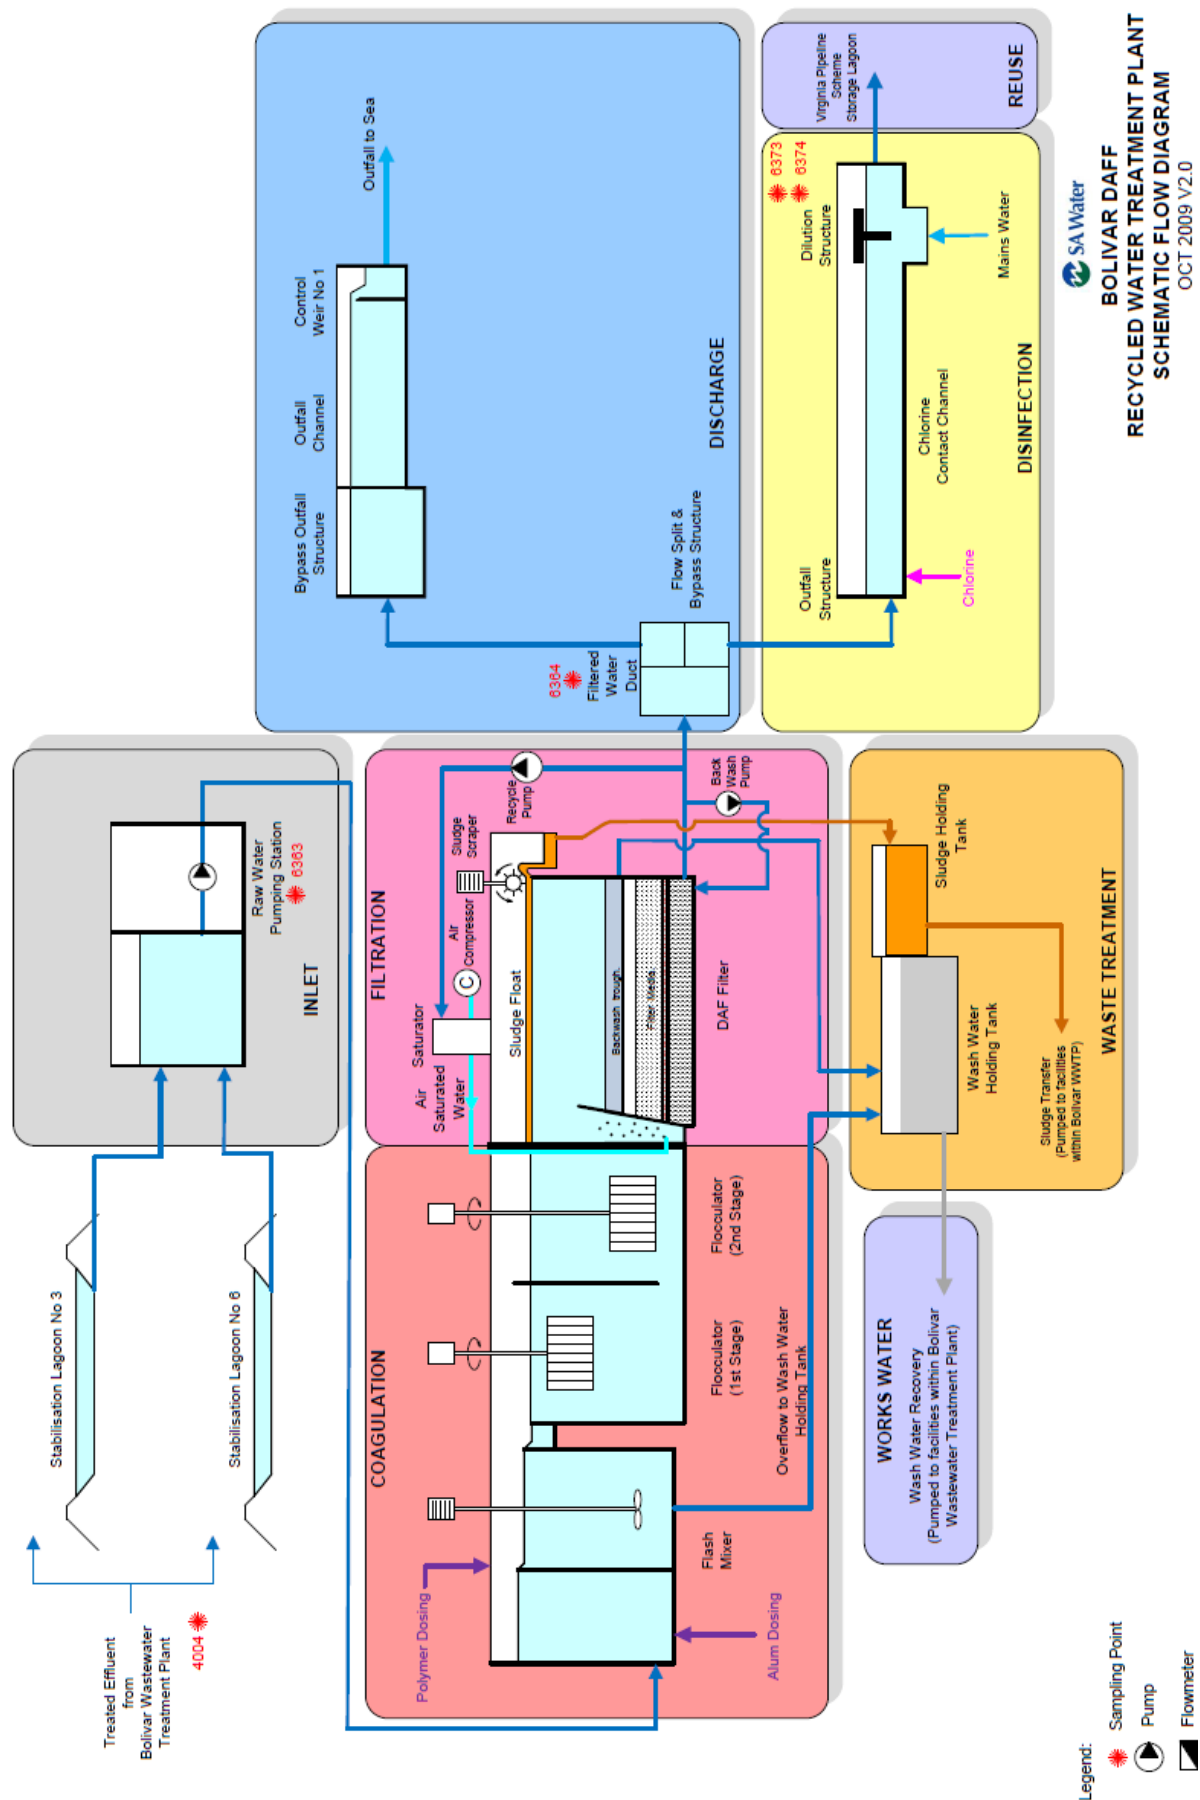 Treated Effluent
from
Bolivar Wastewater
Treatment Plant
4004
Stabilisation Lagoon No 3
Stabilisation Lagoon No 6
Raw Water
Pumping Station
6363
INLET
COAGULATION
Polymer Dosing
Alum Dosing
Flash
Mixer
Flocculator
(1st Stage)
Flocculator
(2nd Stage)
Overflow to Wash Water
Holding Tank
FILTRATION
Air
Saturated
Water
Saturator
Air
Compressor
C
Sludge
Scraper
Recycle
Pump
Sludge Float
Backwash trough.
Filter Media
DAF Filter
Back
Wash
Pump
6364
Filtered
Water
Duct
Flow Split &
Bypass Structure
DISCHARGE
Bypass Outfall
Structure
Outfall
Channel
Control
Weir No 1
Outfall to Sea
DISINFECTION
Outfall
Structure
Chlorine
Chlorine
Contact Channel
Dilution
Structure
6373
6374
Mains Water
REUSE
Virginia Pipeline
Scheme
Storage Lagoon
WASTE TREATMENT
Sludge Holding
Tank
Wash Water
Holding Tank
Sludge Transfer
(Pumped to facilities
within Bolivar WWTP)
WORKS WATER
Wash Water Recovery
(Pumped to facilities within Bolivar
Wastewater Treatment Plant)
Legend:
Sampling Point
Pump
Flowmeter
SA Water
BOLIVAR DAFF
RECYCLED WATER TREATMENT PLANT
SCHEMATIC FLOW DIAGRAM
OCT 2009 V2.0